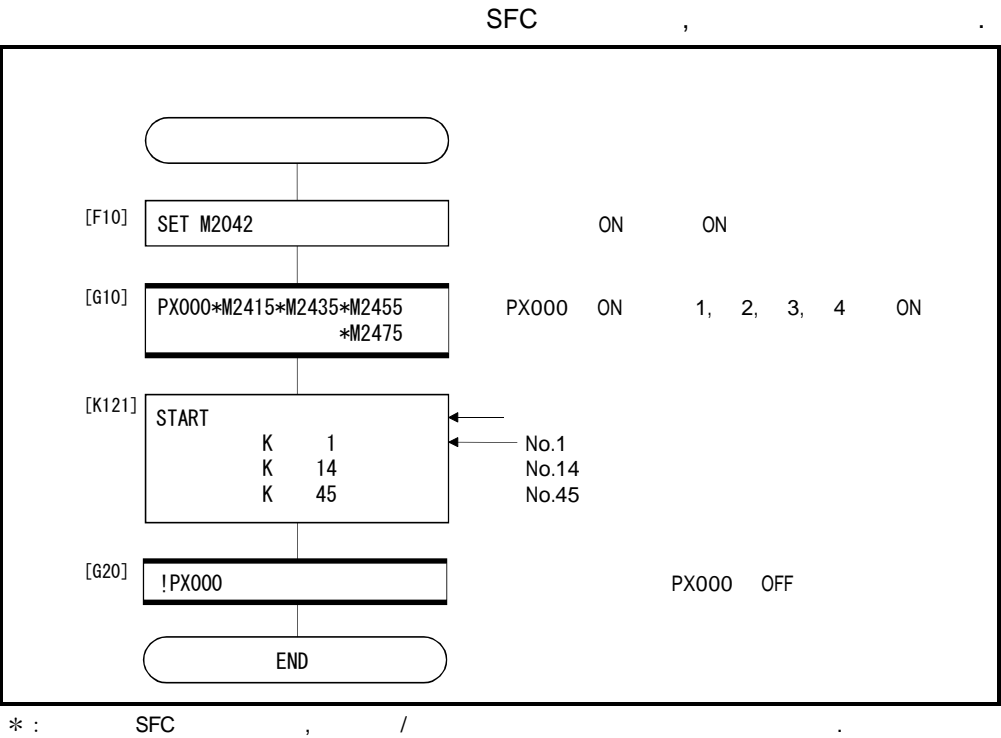 SFC , .
[F10] SET M2042 ON ON
[G10] PX000*M2415*M2435*M2455 PX000 ON 1, 2, 3, 4 ON
*M2475
[K121] START
K 1 No.1
K 14 No.14
K 45 No.45
[G20] !PX000 PX000 OFF
END
* : SFC , / .